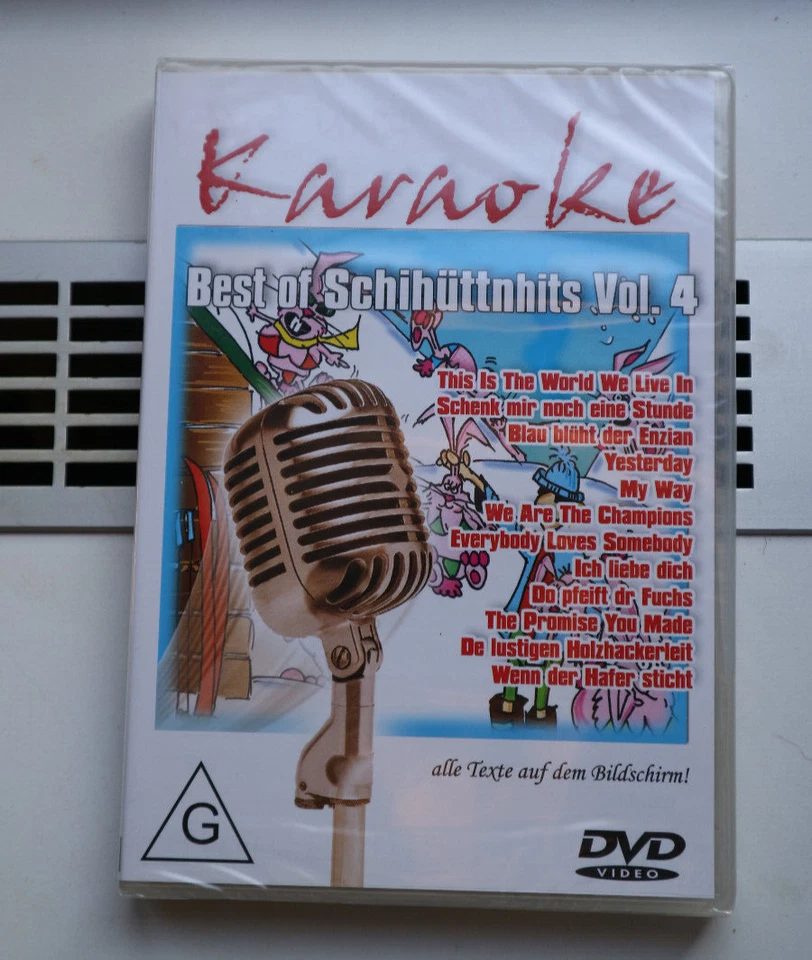 Karaoke
Best of Schihüttnhits Vol. 4
This Is The World We Live In
Schenk mir noch eine Stunde
Blau blüht der Enzian
Yesterday
My Way
We Are The Champions
Everybody Loves Somebody
Ich liebe dich
Do pfeift dr Fuchs
The Promise You Made
De lustigen Holzhackerleit
Wenn der Hafer sticht
alle Texte auf dem Bildschirm!
G
DVD
VIDEO